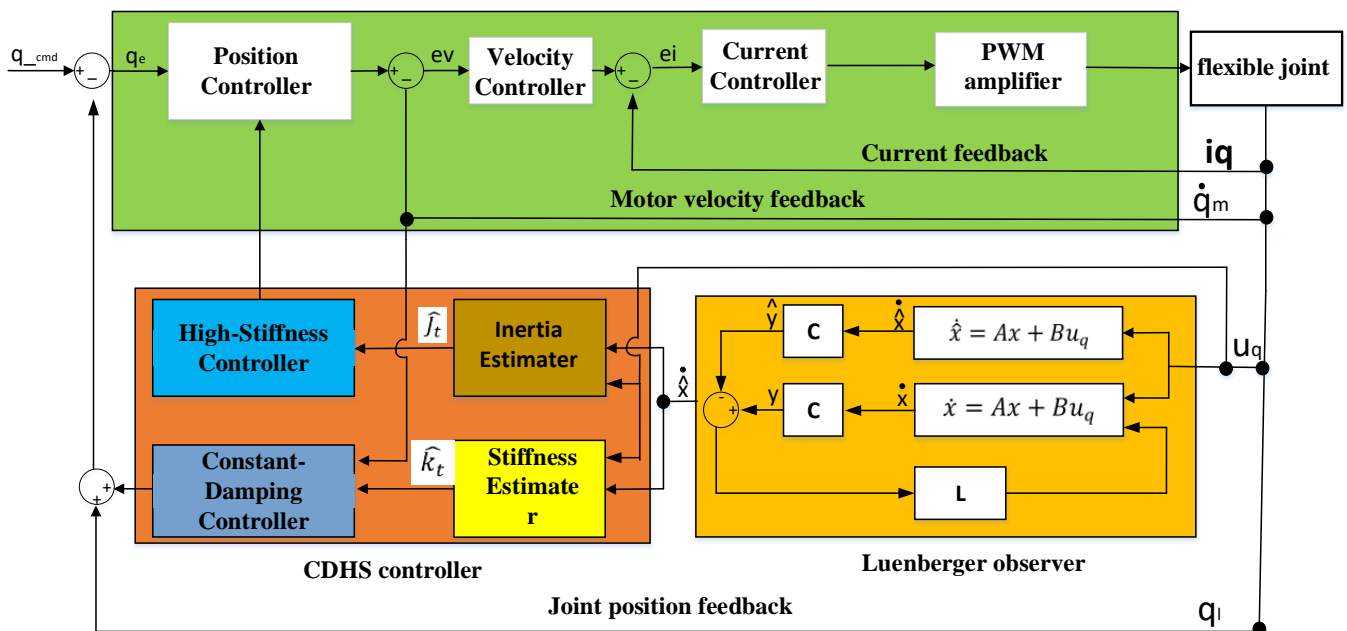 q_cmd
+
−
qe
Position
Controller
+
−
ev
Velocity
Controller
+
−
ei
Current
Controller
PWM
amplifier
flexible joint
Current feedback
iq
Motor velocity feedback
q̇m
High-Stiffness
Controller
Ĵt
Inertia
Estimater
ŷ
C
ẋ̂
ẋ̂ = Ax + Buq
uq
ẋ̂
-
+
y
C
ẋ
ẋ = Ax + Buq
Constant-
Damping
Controller
k̂t
Stiffness
Estimate
r
L
+
+
CDHS controller
Luenberger observer
Joint position feedback
ql